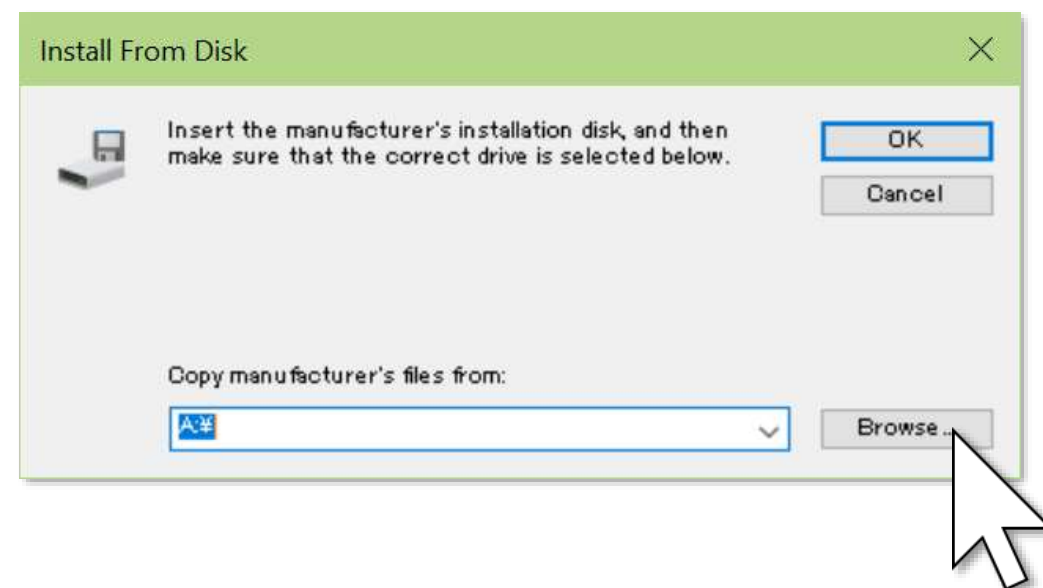 Install From Disk
Insert the manufacturer's installation disk, and then
make sure that the correct drive is selected below.
OK
Cancel
Copy manufacturer's files from:
A:¥
Browse...